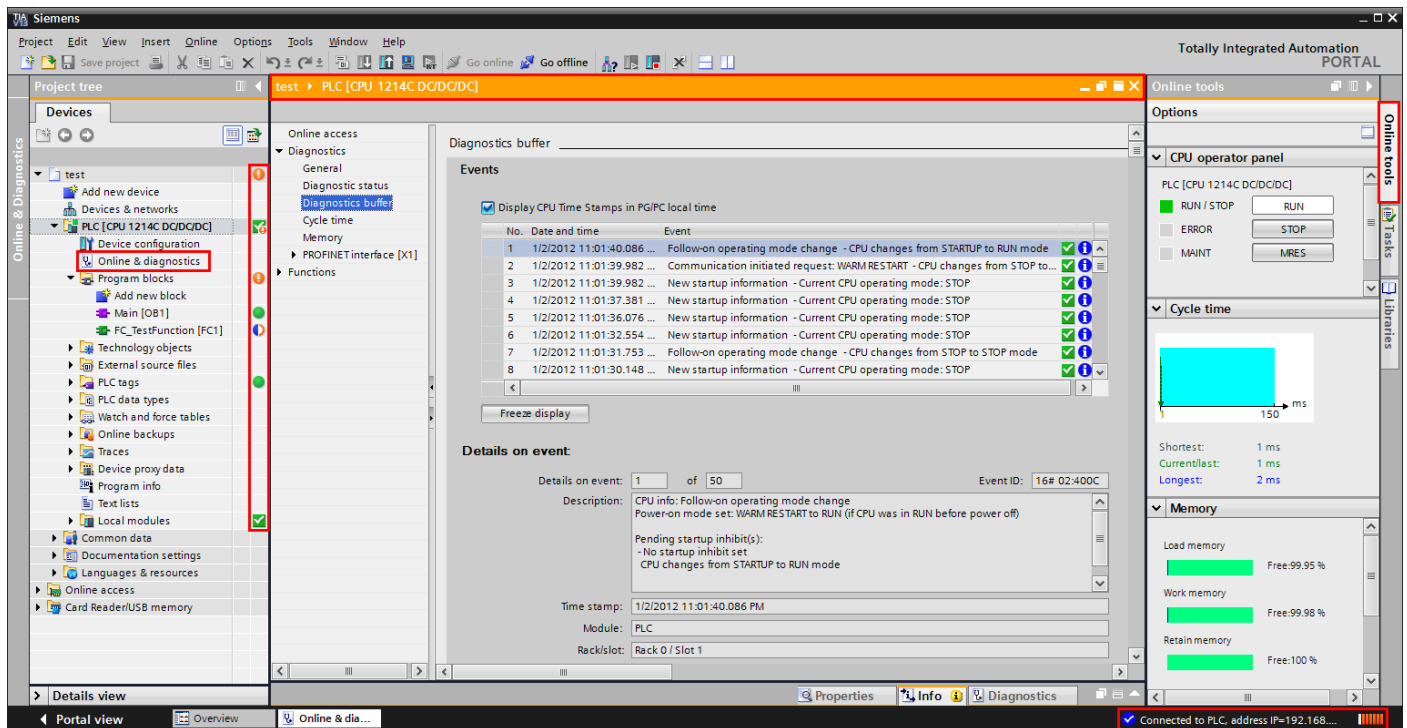 TIA V13 Siemens
Project Edit View Insert Online Options Tools Window Help
Totally Integrated Automation
PORTAL
Save project Go online Go offline
Project tree
Devices
Online & Diagnostics
test
Add new device
Devices & networks
PLC [CPU 1214C DC/DC/DC]
Device configuration
Online & diagnostics
Program blocks
Add new block
Main [OB1]
FC_TestFunction [FC1]
Technology objects
External source files
PLC tags
PLC data types
Watch and force tables
Online backups
Traces
Device proxy data
Program info
Text lists
Local modules
Common data
Documentation settings
Languages & resources
Online access
Card Reader/USB memory
Details view
test PLC [CPU 1214C DC/DC/DC]
Online access
Diagnostics
General
Diagnostic status
Diagnostics buffer
Cycle time
Memory
PROFINET interface [X1]
Functions
Diagnostics buffer
Events
Display CPU Time Stamps in PG/PC local time
No. Date and time Event
1 1/2/2012 11:01:40.086 ... Follow-on operating mode change - CPU changes from STARTUP to RUN mode
2 1/2/2012 11:01:39.982 ... Communication initiated request: WARM RESTART - CPU changes from STOP to...
3 1/2/2012 11:01:39.982 ... New startup information - Current CPU operating mode: STOP
4 1/2/2012 11:01:37.381 ... New startup information - Current CPU operating mode: STOP
5 1/2/2012 11:01:36.076 ... New startup information - Current CPU operating mode: STOP
6 1/2/2012 11:01:32.554 ... New startup information - Current CPU operating mode: STOP
7 1/2/2012 11:01:31.753 ... Follow-on operating mode change - CPU changes from STOP to STOP mode
8 1/2/2012 11:01:30.148 ... New startup information - Current CPU operating mode: STOP
Freeze display
Details on event:
Details on event: 1 of 50 Event ID: 16# 02:400C
Description: CPU info: Follow-on operating mode change
Power-on mode set: WARM RESTART to RUN (if CPU was in RUN before power off)
Pending startup inhibit(s):
- No startup inhibit set
CPU changes from STARTUP to RUN mode
Time stamp: 1/2/2012 11:01:40.086 PM
Module: PLC
Rack/slot: Rack 0 / Slot 1
Properties Info Diagnostics
Online tools
Options
CPU operator panel
PLC [CPU 1214C DC/DC/DC]
RUN / STOP RUN
ERROR STOP
MAINT MRES
Cycle time
ms
1 150
Shortest: 1 ms
Current/last: 1 ms
Longest: 2 ms
Memory
Load memory
Free:99.95 %
Work memory
Free:99.98 %
Retain memory
Free:100 %
Online tools
Tasks
Libraries
Portal view Overview Online & dia... Connected to PLC, address IP=192.168....